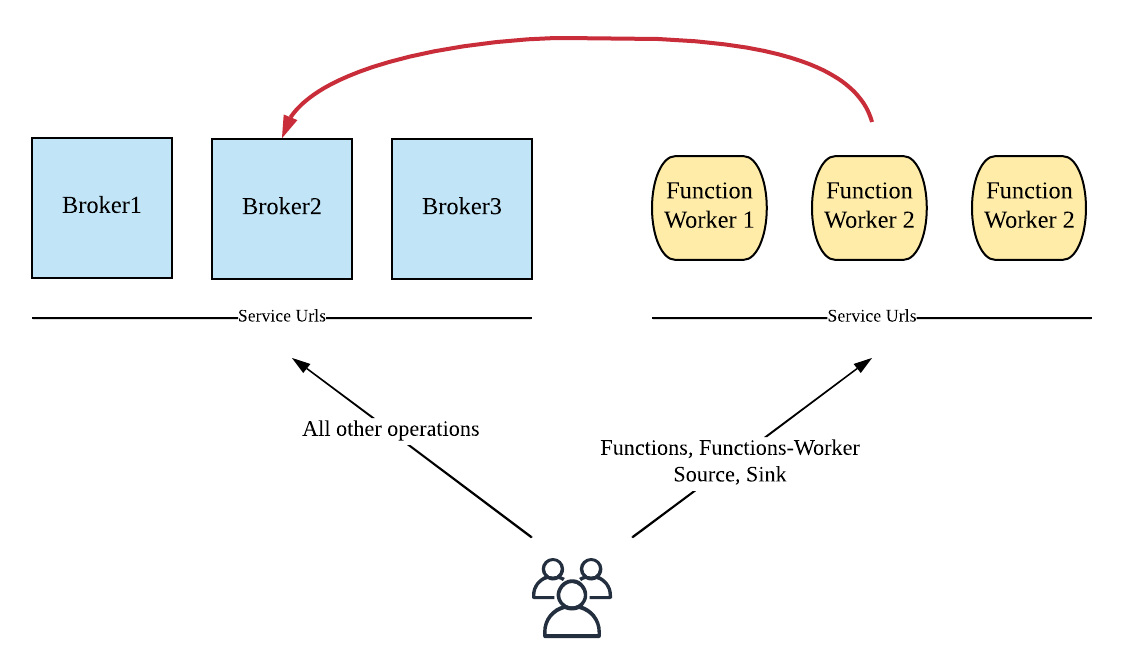 Broker1
Broker2
Broker3
Function
Worker 1
Function
Worker 2
Function
Worker 2
Service Urls
Service Urls
All other operations
Functions, Functions-Worker
Source, Sink